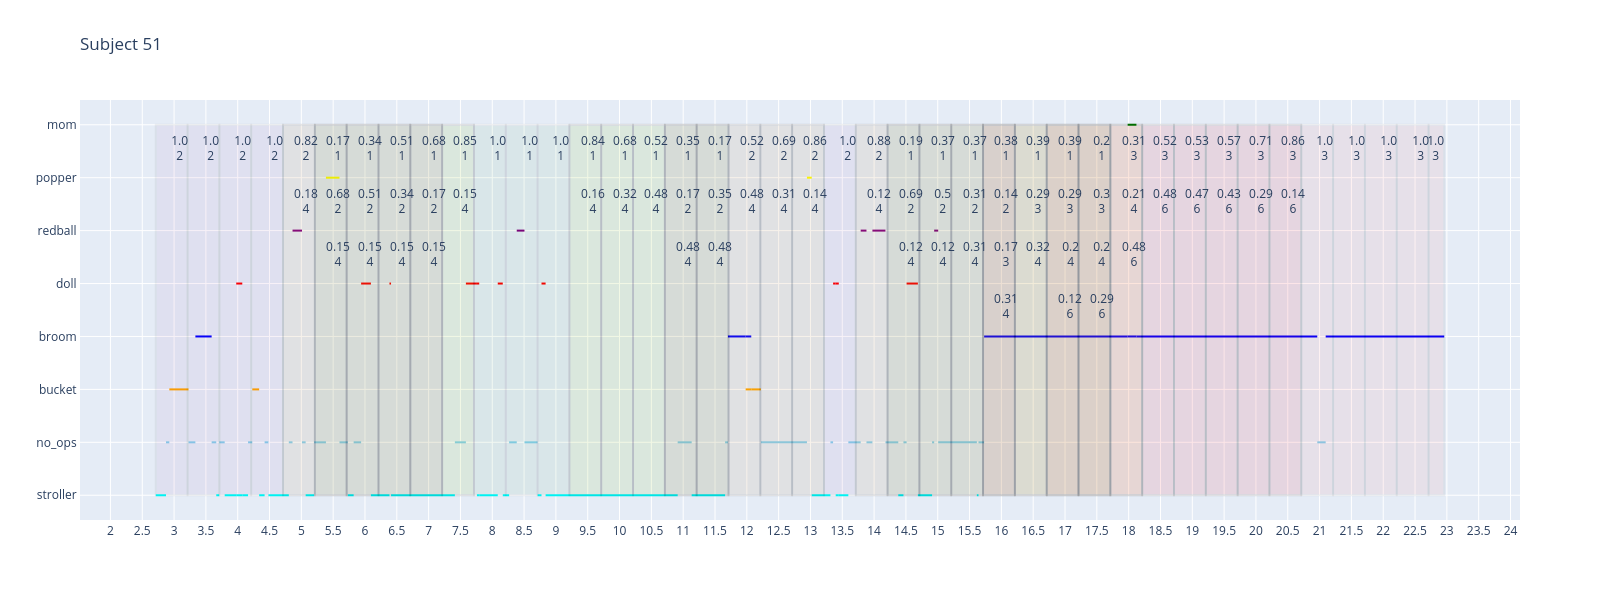 Subject 51
mom
1.0 1.0 1.0 1.0 0.82 0.17 0.34 0.51 0.68 0.85 1.0 1.0 1.0 0.84 0.68 0.52 0.35 0.17 0.52 0.69 0.86 1.0 0.88 0.19 0.37 0.37 0.38 0.39 0.39 0.2 0.31 0.52 0.53 0.57 0.71 0.86 1.0 1.0 1.0 1.0 1.0
2 2 2 2 2 1 1 1 1 1 1 1 1 1 1 1 1 1 2 2 2 2 2 1 1 1 1 1 1 1 3 3 3 3 3 3 3 3 3 3 3
popper
0.18 0.68 0.51 0.34 0.17 0.15 0.16 0.32 0.48 0.17 0.35 0.48 0.31 0.14 0.12 0.69 0.5 0.31 0.14 0.29 0.29 0.3 0.21 0.48 0.47 0.43 0.29 0.14
4 2 2 2 2 4 4 4 4 2 2 4 4 4 4 2 2 2 2 3 3 3 4 6 6 6 6 6
redball
0.15 0.15 0.15 0.15 0.48 0.48 0.12 0.12 0.31 0.17 0.32 0.2 0.2 0.48
4 4 4 4 4 4 4 4 4 3 4 4 4 6
doll
0.31 0.12 0.29
4 6 6
broom
bucket
no_ops
stroller
2 2.5 3 3.5 4 4.5 5 5.5 6 6.5 7 7.5 8 8.5 9 9.5 10 10.5 11 11.5 12 12.5 13 13.5 14 14.5 15 15.5 16 16.5 17 17.5 18 18.5 19 19.5 20 20.5 21 21.5 22 22.5 23 23.5 24